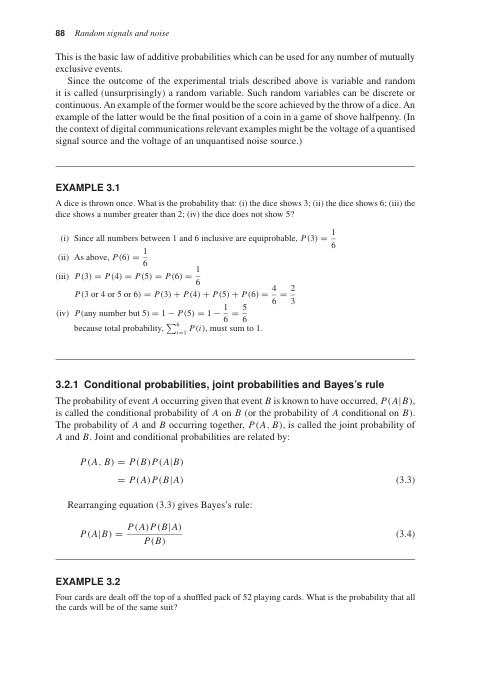 88 Random signals and noise
This is the basic law of additive probabilities which can be used for any number of mutually
exclusive events.
Since the outcome of the experimental trials described above is variable and random
it is called (unsurprisingly) a random variable. Such random variables can be discrete or
continuous. An example of the former would be the score achieved by the throw of a dice. An
example of the latter would be the final position of a coin in a game of shove halfpenny. (In
the context of digital communications relevant examples might be the voltage of a quantised
signal source and the voltage of an unquantised noise source.)
EXAMPLE 3.1
A dice is thrown once. What is the probability that: (i) the dice shows 3; (ii) the dice shows 6; (iii) the
dice shows a number greater than 2; (iv) the dice does not show 5?
(i) Since all numbers between 1 and 6 inclusive are equiprobable, P(3) = 1/6
(ii) As above, P(6) = 1/6
(iii) P(3) = P(4) = P(5) = P(6) = 1/6
P(3 or 4 or 5 or 6) = P(3) + P(4) + P(5) + P(6) = 4/6 = 2/3
(iv) P(any number but 5) = 1 − P(5) = 1 − 1/6 = 5/6
because total probability, ∑⁶ᵢ₌₁ P(i), must sum to 1.
3.2.1 Conditional probabilities, joint probabilities and Bayes's rule
The probability of event A occurring given that event B is known to have occurred, P(A|B),
is called the conditional probability of A on B (or the probability of A conditional on B).
The probability of A and B occurring together, P(A, B), is called the joint probability of
A and B. Joint and conditional probabilities are related by:
P(A, B) = P(B)P(A|B)
= P(A)P(B|A) (3.3)
Rearranging equation (3.3) gives Bayes's rule:
P(A|B) = P(A)P(B|A)/P(B) (3.4)
EXAMPLE 3.2
Four cards are dealt off the top of a shuffled pack of 52 playing cards. What is the probability that all
the cards will be of the same suit?